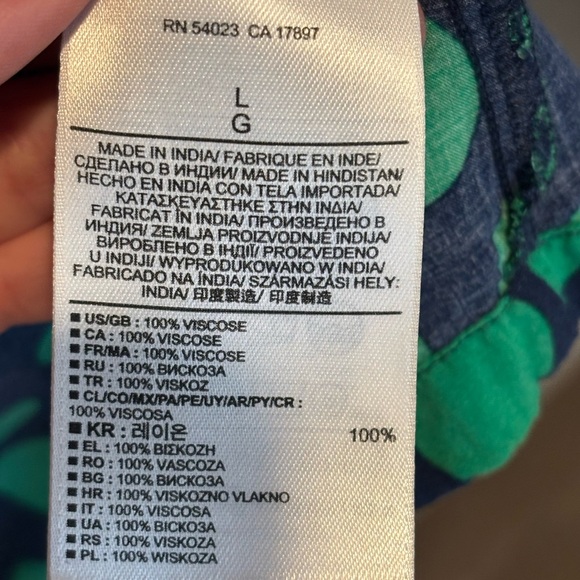 RN 54023 CA 17897
L
G
MADE IN INDIA/ FABRIQUE EN INDE/
СДЕЛАНО В ИНДИИ/ MADE IN HINDISTAN/
HECHO EN INDIA CON TELA IMPORTADA/
ΚΑΤΑΣΚΕΥΑΣΤΗΚΕ ΣΤΗΝ ΙΝΔΙΑ/
FABRICAT ÎN INDIA/ ПРОИЗВЕДЕНО В
ИНДИЯ/ ZEMLJA PROIZVODNJE INDIJA/
ВИРОБЛЕНО В ІНДІЇ/ PROIZVEDENO
U INDIJI/ WYPRODUKOWANO W INDIA/
FABRICADO NA ÍNDIA/ SZÁRMAZÁSI HELY:
INDIA/ 印度製造/ 印度制造
■ US/GB : 100% VISCOSE
■ CA : 100% VISCOSE
■ FR/MA : 100% VISCOSE
■ RU : 100% ВИСКОЗА
■ TR : 100% VISKOZ
■ CL/CO/MX/PA/PE/UY/AR/PY/CR :
100% VISCOSA
■ KR : 레이온 100%
■ EL : 100% ΒΙΣΚΟΖΗ
■ RO : 100% VASCOZA
■ BG : 100% ВИСКОЗА
■ HR : 100% VISKOZNO VLAKNO
■ IT : 100% VISCOSA
■ UA : 100% ВІСКОЗА
■ RS : 100% VISKOZA
■ PL : 100% WISKOZA